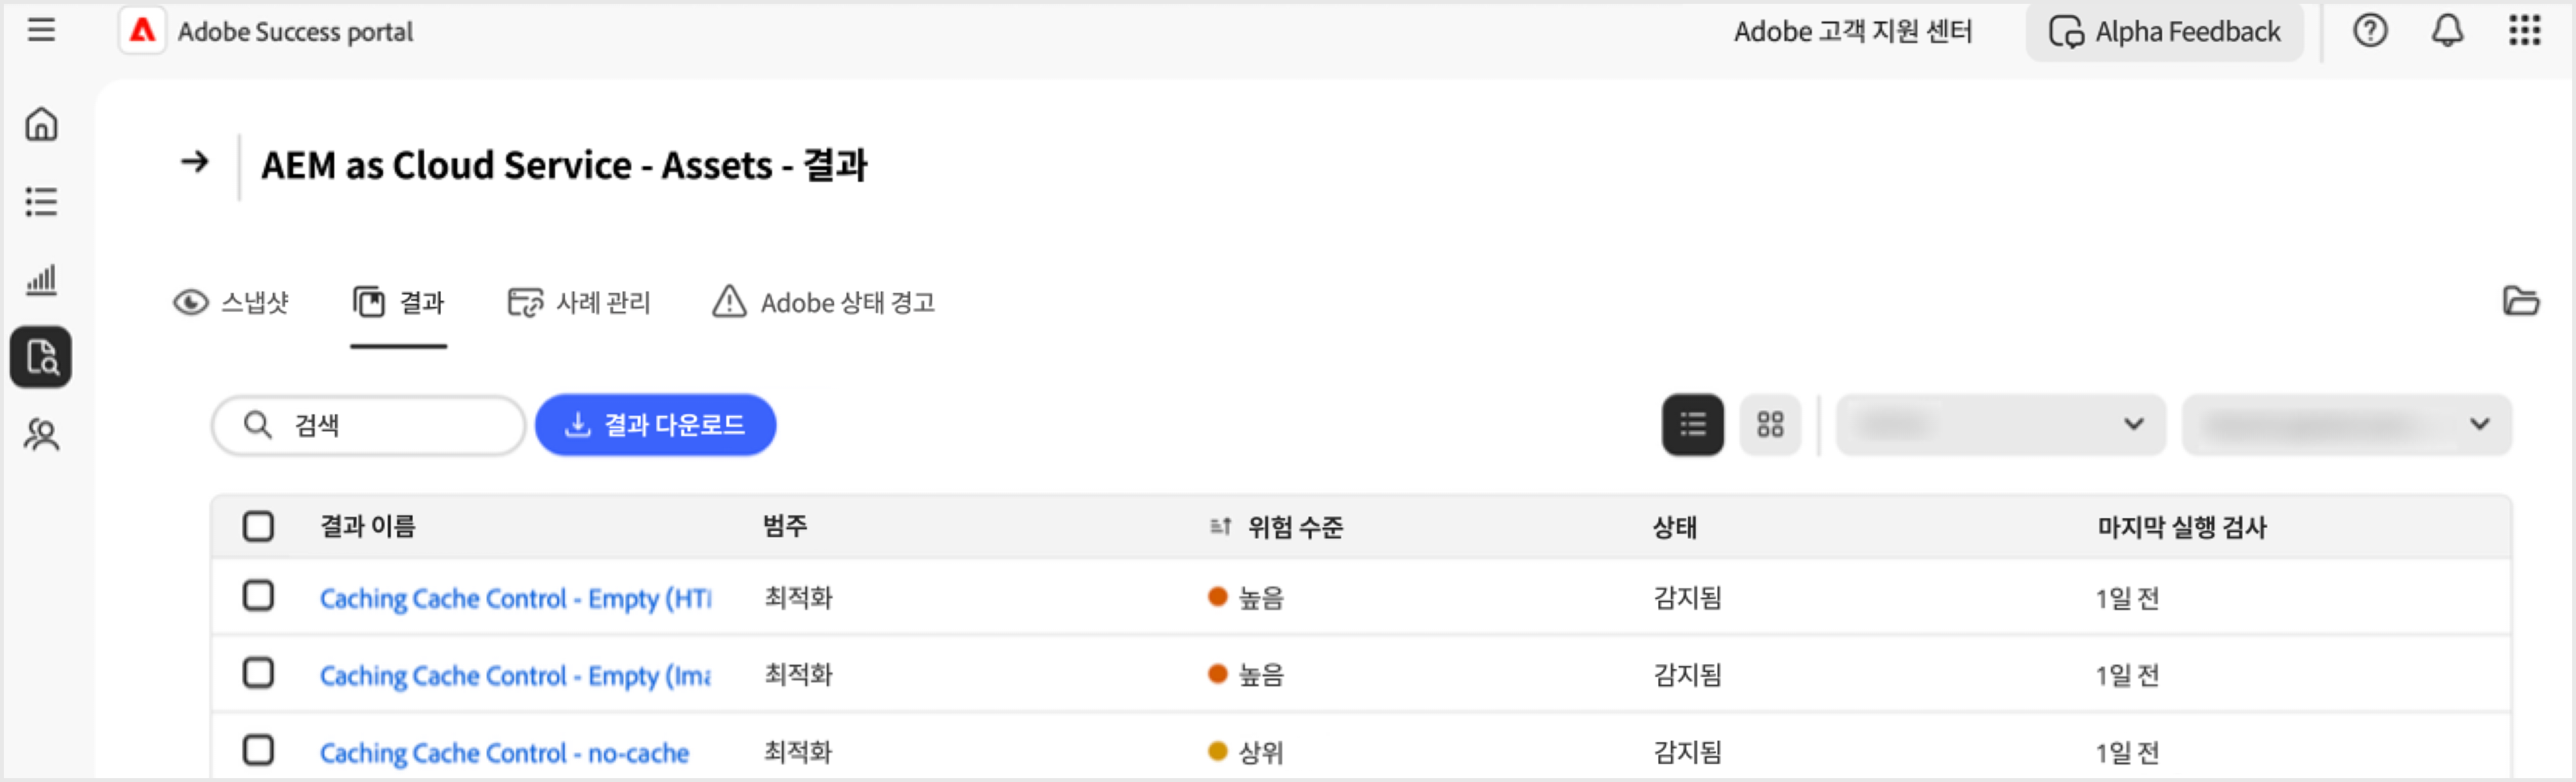 Adobe Success portal
Adobe 고객 지원 센터
Alpha Feedback
AEM as Cloud Service - Assets - 결과
스냅샷 결과 사례 관리 Adobe 상태 경고
검색 결과 다운로드
결과 이름 범주 위험 수준 상태 마지막 실행 검사
Caching Cache Control - Empty (HT 최적화 높음 감지됨 1일 전
Caching Cache Control - Empty (Ima 최적화 높음 감지됨 1일 전
Caching Cache Control - no-cache 최적화 상위 감지됨 1일 전